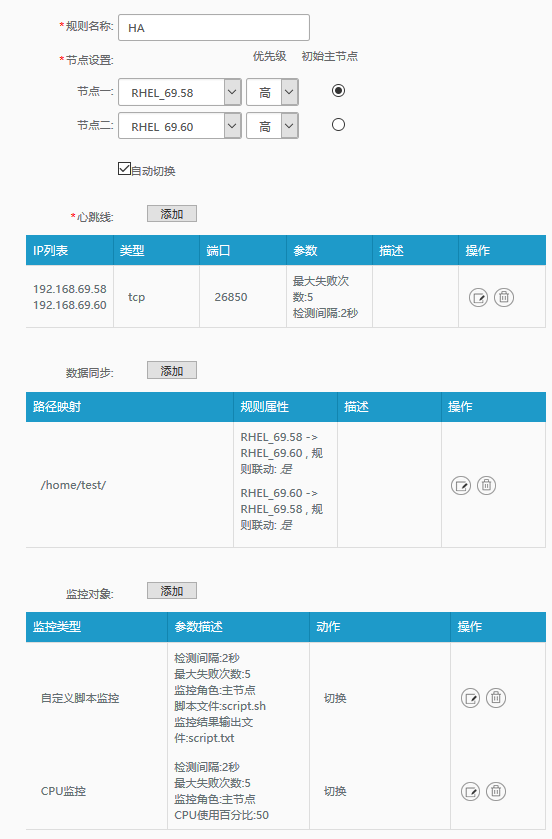 *规则名称: HA
*节点设置: 优先级 初始主节点
节点一: RHEL_69.58 高
节点二: RHEL_69.60 高
自动切换
*心跳线: 添加
IP列表 类型 端口 参数 描述 操作
192.168.69.58
192.168.69.60
tcp
26850
最大失败次
数:5
检测间隔:2秒
数据同步: 添加
路径映射 规则属性 描述 操作
/home/test/
RHEL_69.58 ->
RHEL_69.60 , 规
则联动: 是
RHEL_69.60 ->
RHEL_69.58 , 规
则联动: 是
监控对象: 添加
监控类型 参数描述 动作 操作
自定义脚本监控
检测间隔:2秒
最大失败次数:5
监控角色:主节点
脚本文件:script.sh
监控结果输出文
件:script.txt
切换
CPU监控
检测间隔:2秒
最大失败次数:5
监控角色:主节点
CPU使用百分比:50
切换